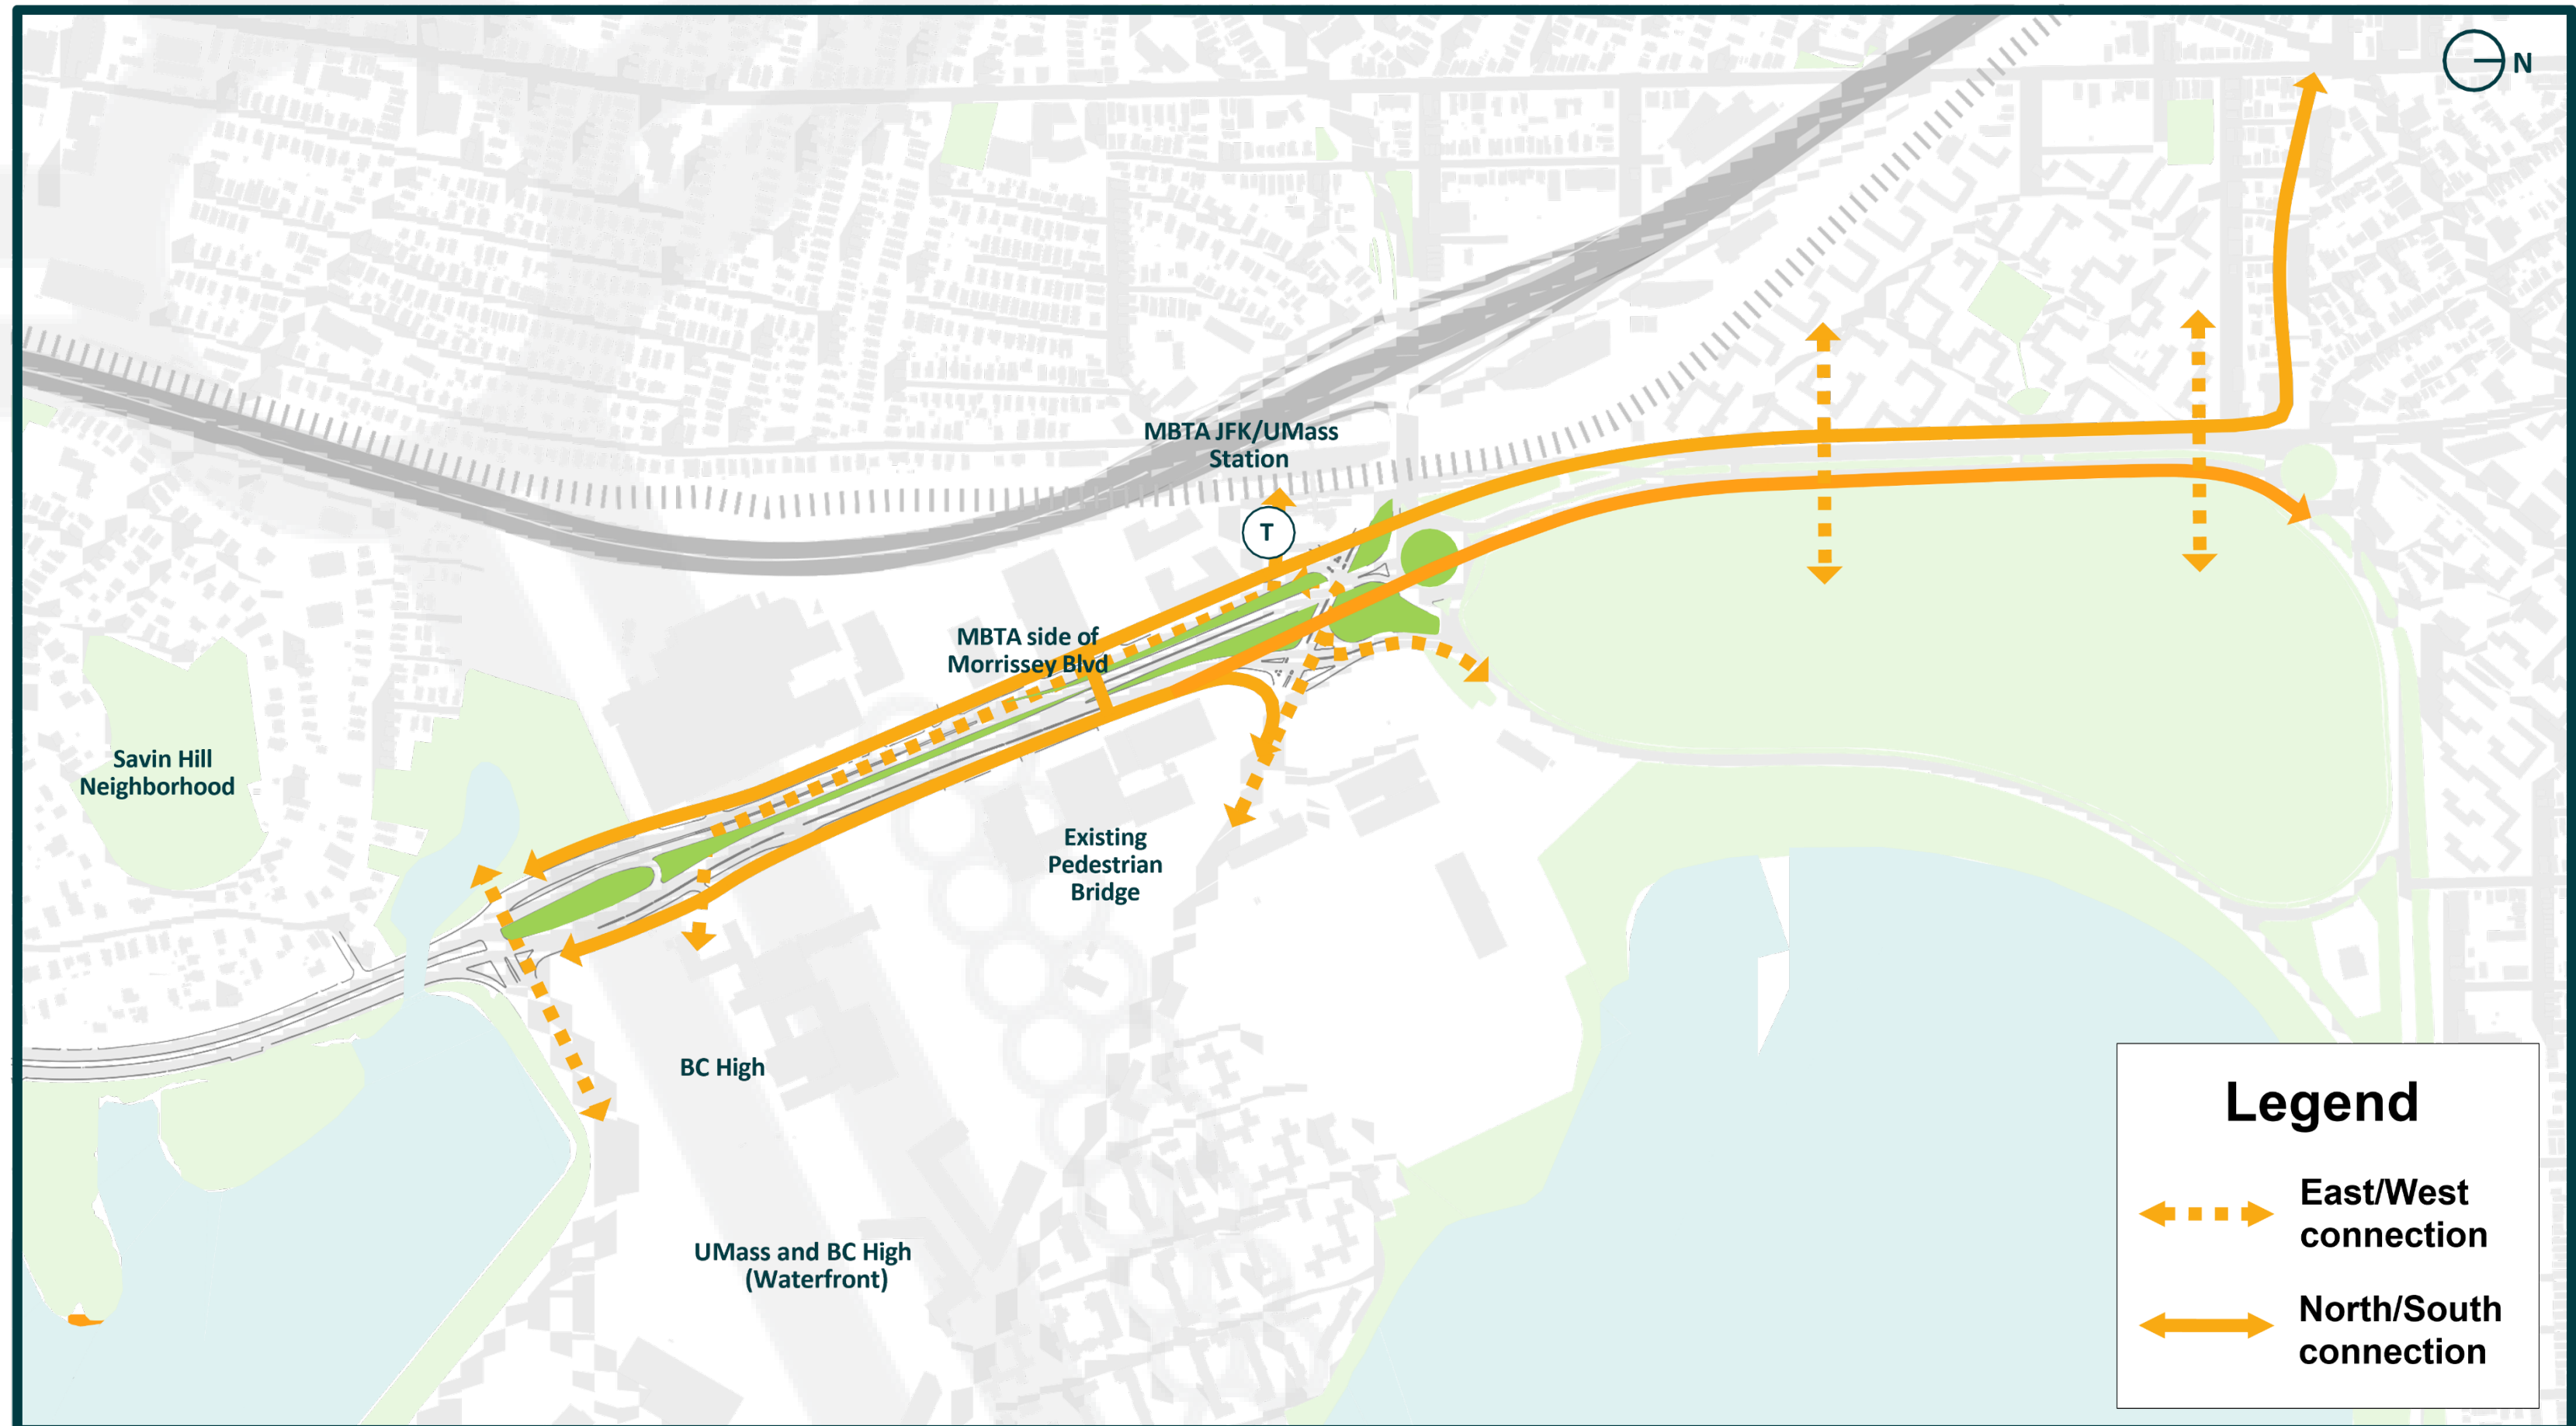 N
MBTA JFK/UMass
Station
T
MBTA side of
Morrissey Blvd
Savin Hill
Neighborhood
Existing
Pedestrian
Bridge
BC High
UMass and BC High
(Waterfront)
Legend
East/West
connection
North/South
connection